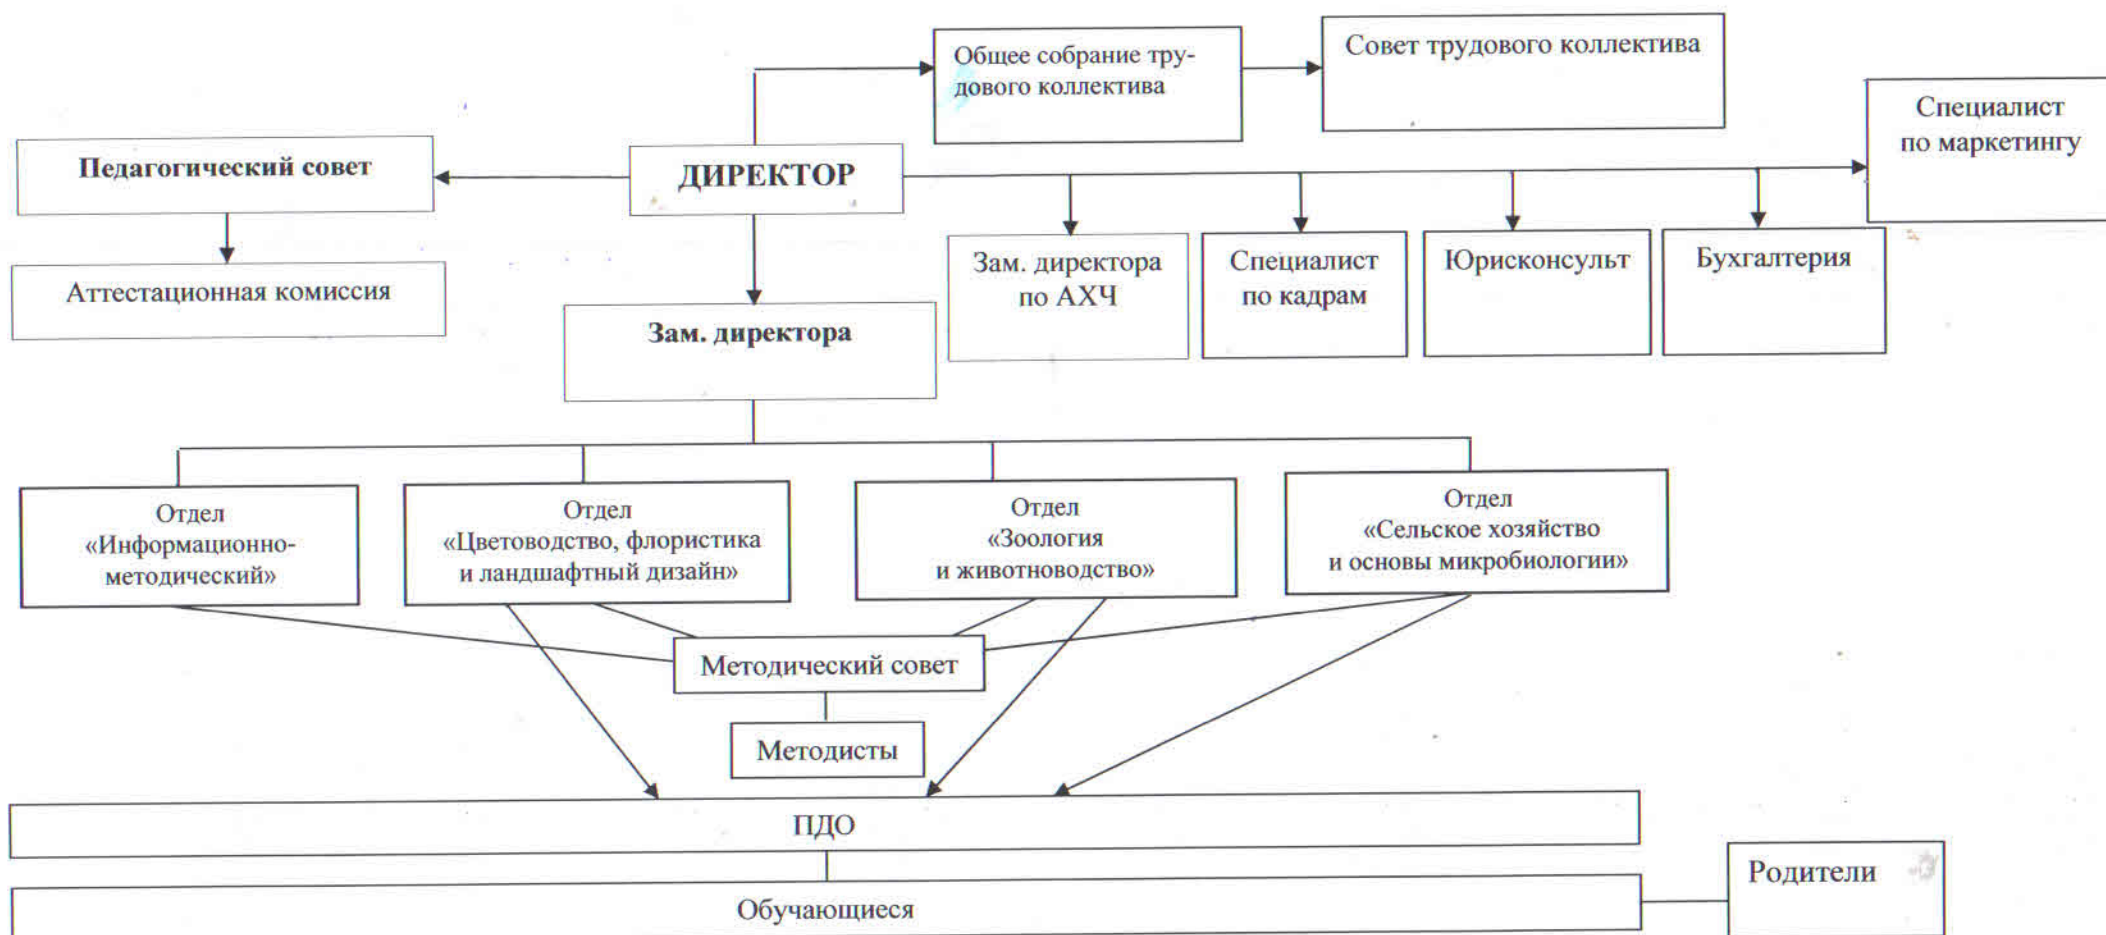 Общее собрание тру-
дового коллектива
Совет трудового коллектива
Специалист
по маркетингу
Педагогический совет
ДИРЕКТОР
Аттестационная комиссия
Зам. директора
Зам. директора
по АХЧ
Специалист
по кадрам
Юрисконсульт
Бухгалтерия
Отдел
«Информационно-
методический»
Отдел
«Цветоводство, флористика
и ландшафтный дизайн»
Отдел
«Зоология
и животноводство»
Отдел
«Сельское хозяйство
и основы микробиологии»
Методический совет
Методисты
ПДО
Обучающиеся
Родители